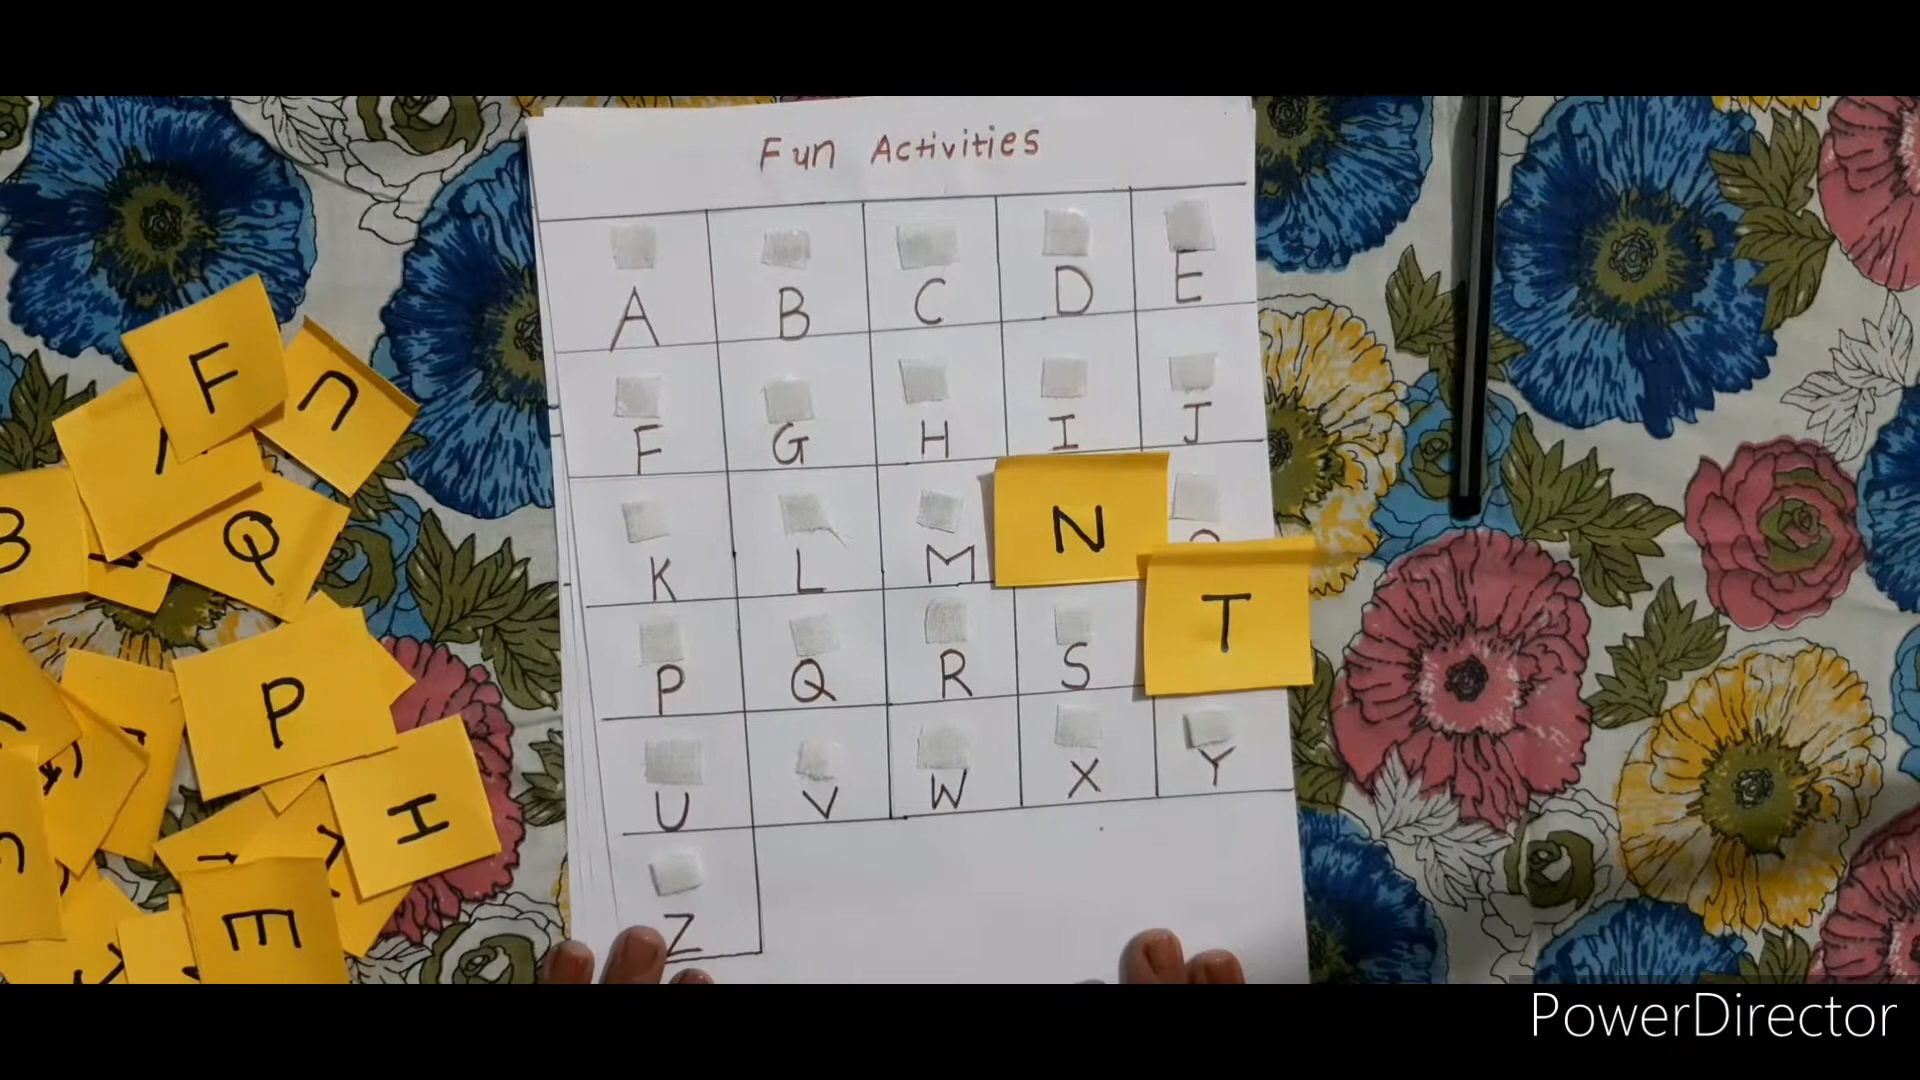 Fun Activities
A B C D E
F G H I J
K L M N
P Q R S T
U V W X Y
Z
F
U
B
Q
P
I
E
PowerDirector